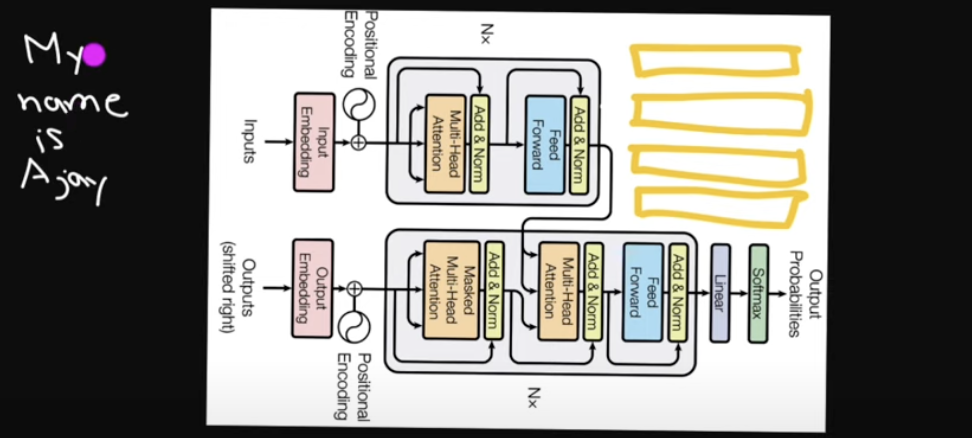 My
name
is
Ajay
Positional
Encoding
Nx
Inputs
Input
Embedding
Multi-Head
Attention
Add & Norm
Feed
Forward
Add & Norm
Outputs
(shifted right)
Output
Embedding
Positional
Encoding
Masked
Multi-Head
Attention
Add & Norm
Multi-Head
Attention
Add & Norm
Feed
Forward
Add & Norm
Nx
Linear
Softmax
Output
Probabilities